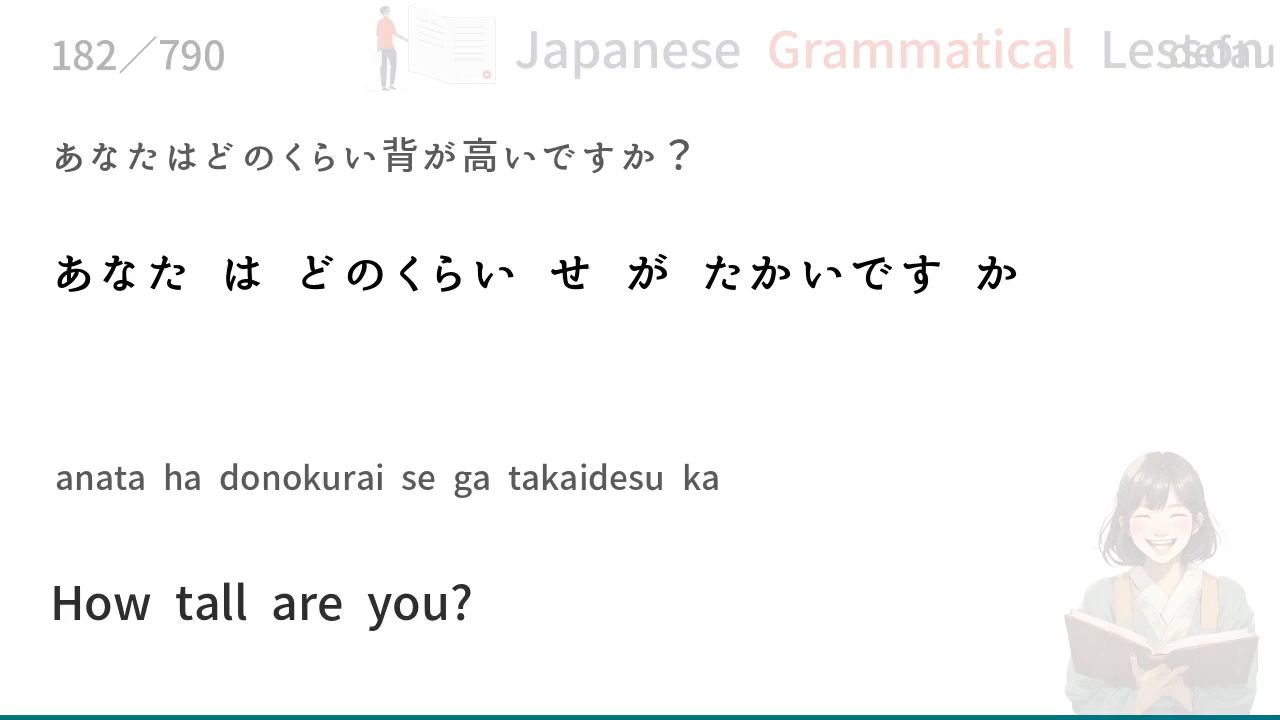 182／790
Japanese Grammatical Lesson
defau
あなたはどのくらい背が高いですか？
あなた は どのくらい せ が たかいです か
anata ha donokurai se ga takaidesu ka
How tall are you?